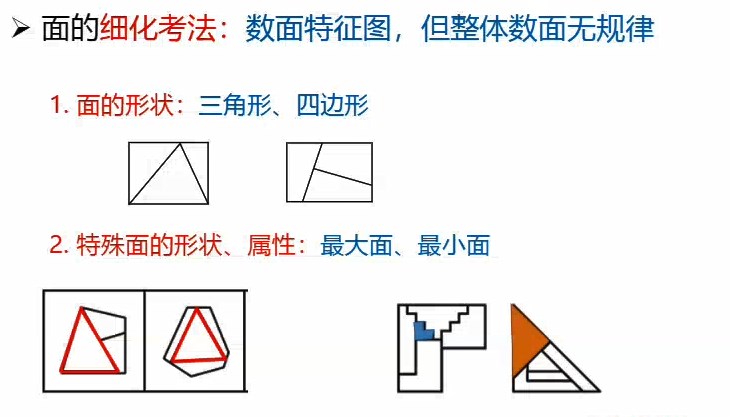 ➢ 面的细化考法：数面特征图，但整体数面无规律
1. 面的形状：三角形、四边形
2. 特殊面的形状、属性：最大面、最小面